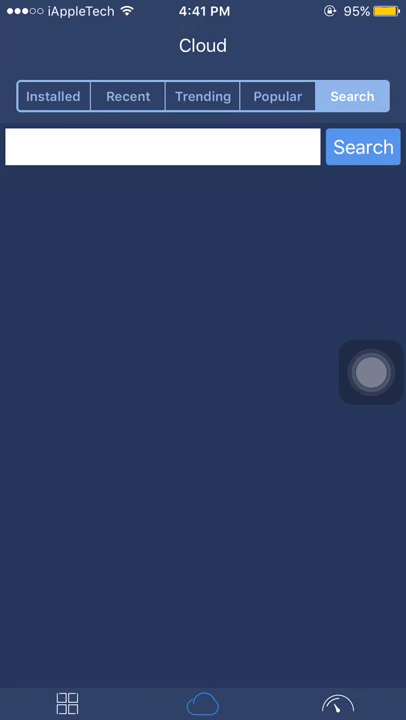 iAppleTech 4:41 PM 95%
Cloud
Installed Recent Trending Popular Search
Search